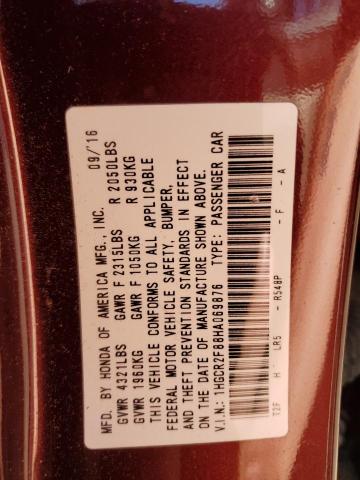 MFD. BY HONDA OF AMERICA MFG., INC. 09/'16
GVWR 4321LBS GAWR F 2315LBS R 2050LBS
GVWR 1960KG GAWR F 1050KG R 930KG
THIS VEHICLE CONFORMS TO ALL APPLICABLE
FEDERAL MOTOR VEHICLE SAFETY, BUMPER,
AND THEFT PREVENTION STANDARDS IN EFFECT
ON THE DATE OF MANUFACTURE SHOWN ABOVE.
V.I.N.: 1HGCR2F88HA069876 TYPE: PASSENGER CAR
T2F H LR5 - R548P - F - A